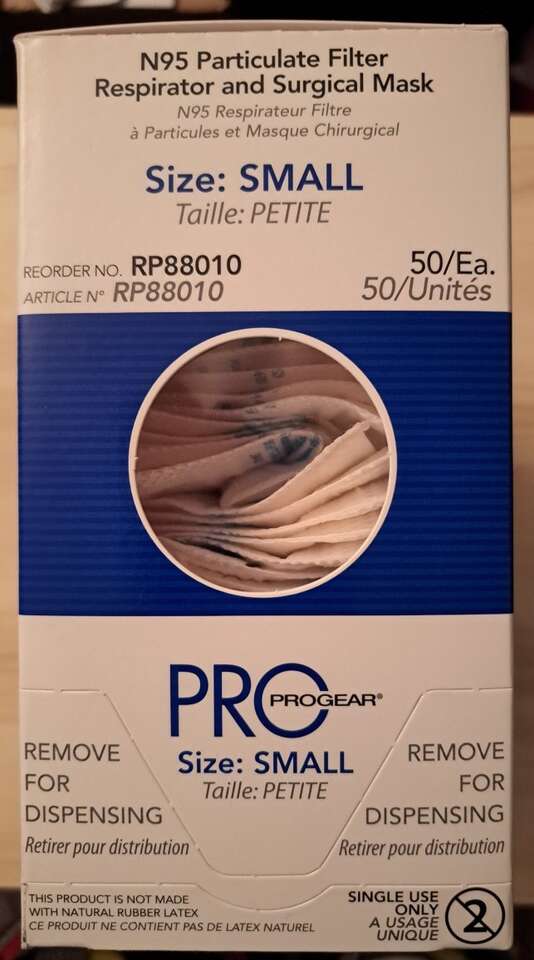 N95 Particulate Filter
Respirator and Surgical Mask
N95 Respirateur Filtre
à Particules et Masque Chirurgical
Size: SMALL
Taille: PETITE
REORDER NO. RP88010
ARTICLE N° RP88010
50/Ea.
50/Unités
PRO PROGEAR®
Size: SMALL
Taille: PETITE
REMOVE
FOR
DISPENSING
Retirer pour distribution
REMOVE
FOR
DISPENSING
Retirer pour distribution
THIS PRODUCT IS NOT MADE
WITH NATURAL RUBBER LATEX
CE PRODUIT NE CONTIENT PAS DE LATEX NATUREL
SINGLE USE
ONLY
A USAGE
UNIQUE
2